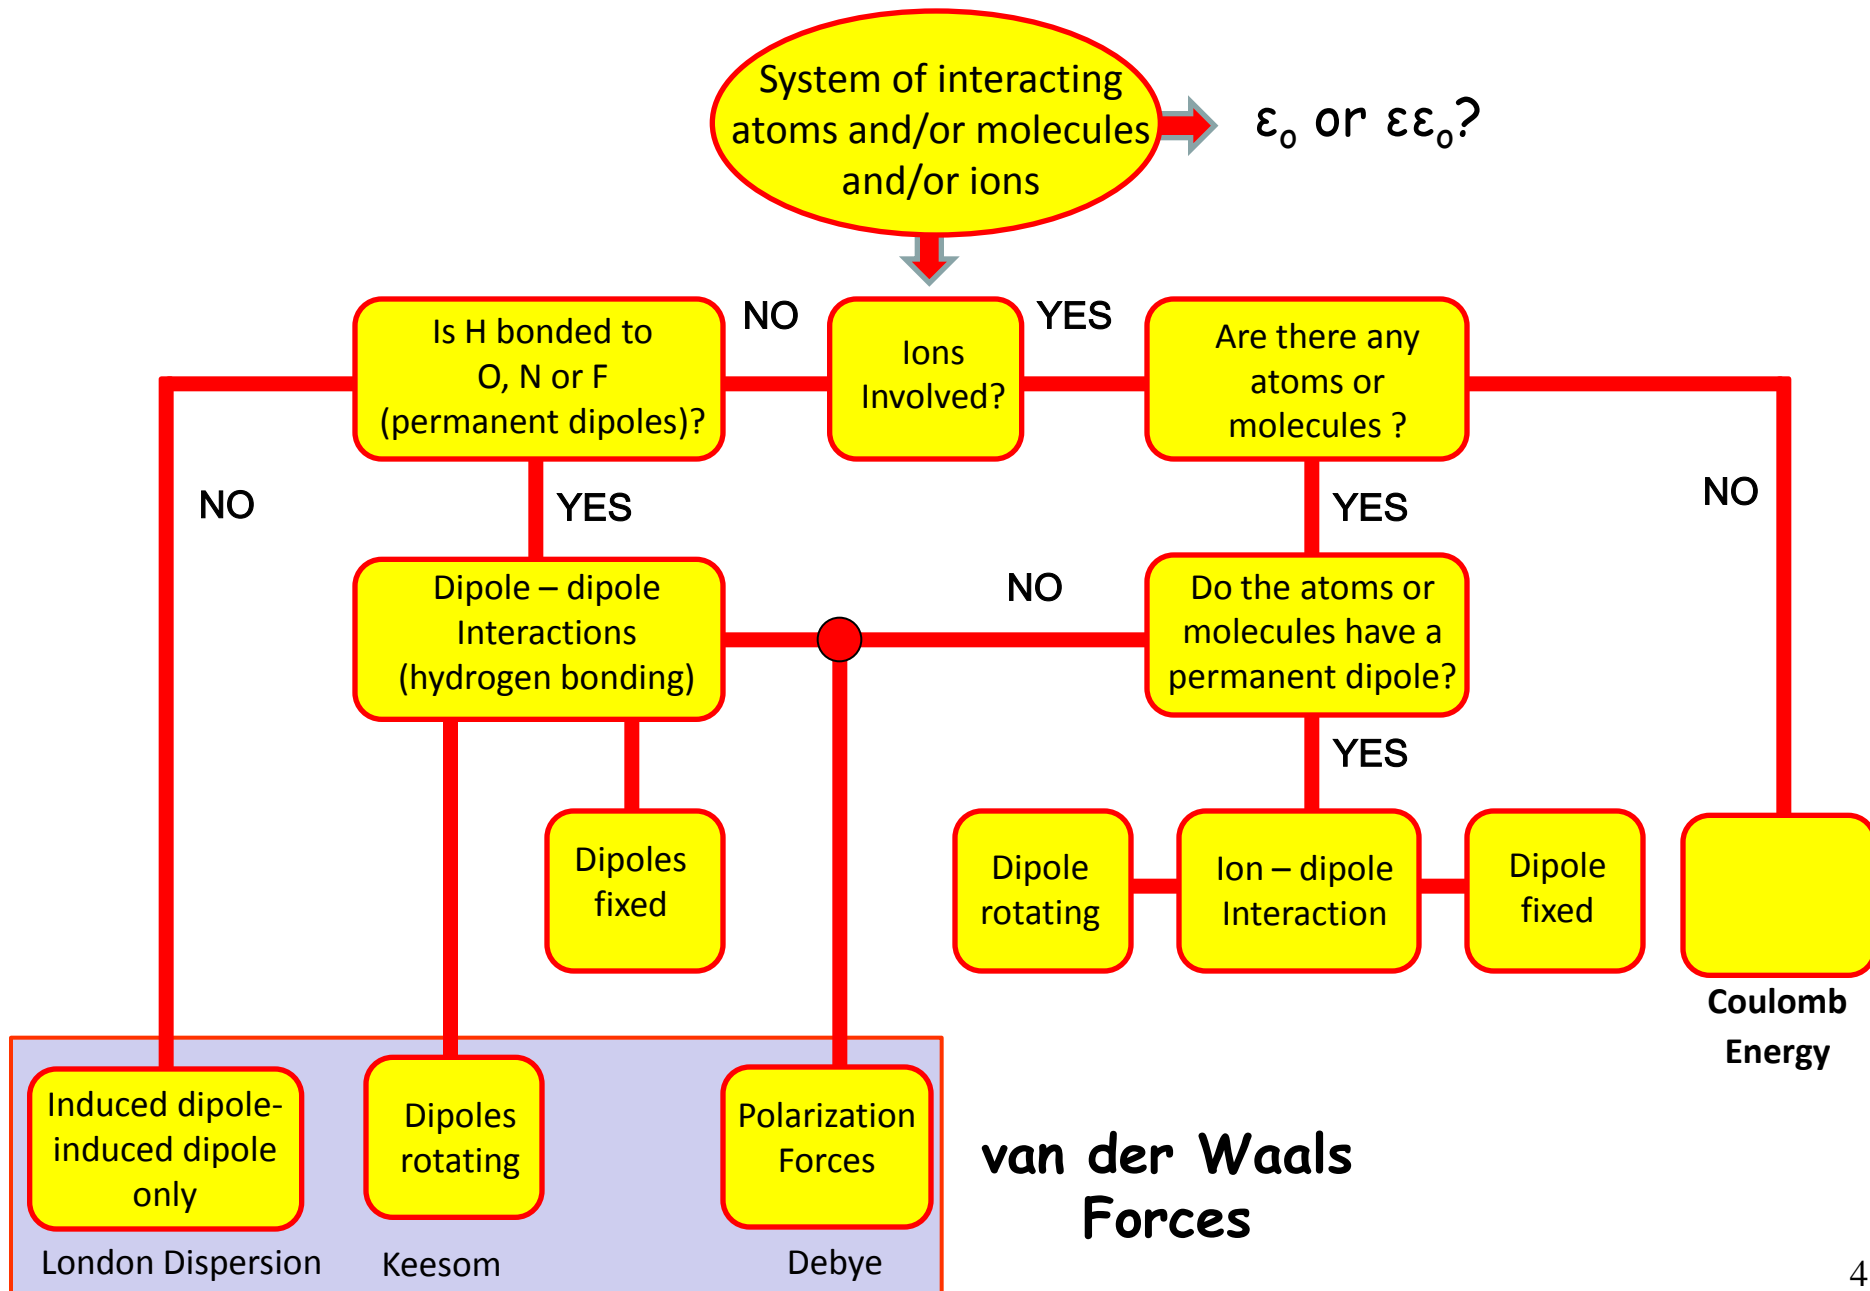 System of interacting
atoms and/or molecules
and/or ions
εₒ or εεₒ?
Is H bonded to
O, N or F
(permanent dipoles)?
NO
Ions
Involved?
YES
Are there any
atoms or
molecules ?
NO
YES
YES
NO
Dipole – dipole
Interactions
(hydrogen bonding)
NO
Do the atoms or
molecules have a
permanent dipole?
YES
Dipoles
fixed
Dipole
rotating
Ion – dipole
Interaction
Dipole
fixed
Coulomb
Energy
Induced dipole-
induced dipole
only
Dipoles
rotating
Polarization
Forces
van der Waals
Forces
London Dispersion
Keesom
Debye
4